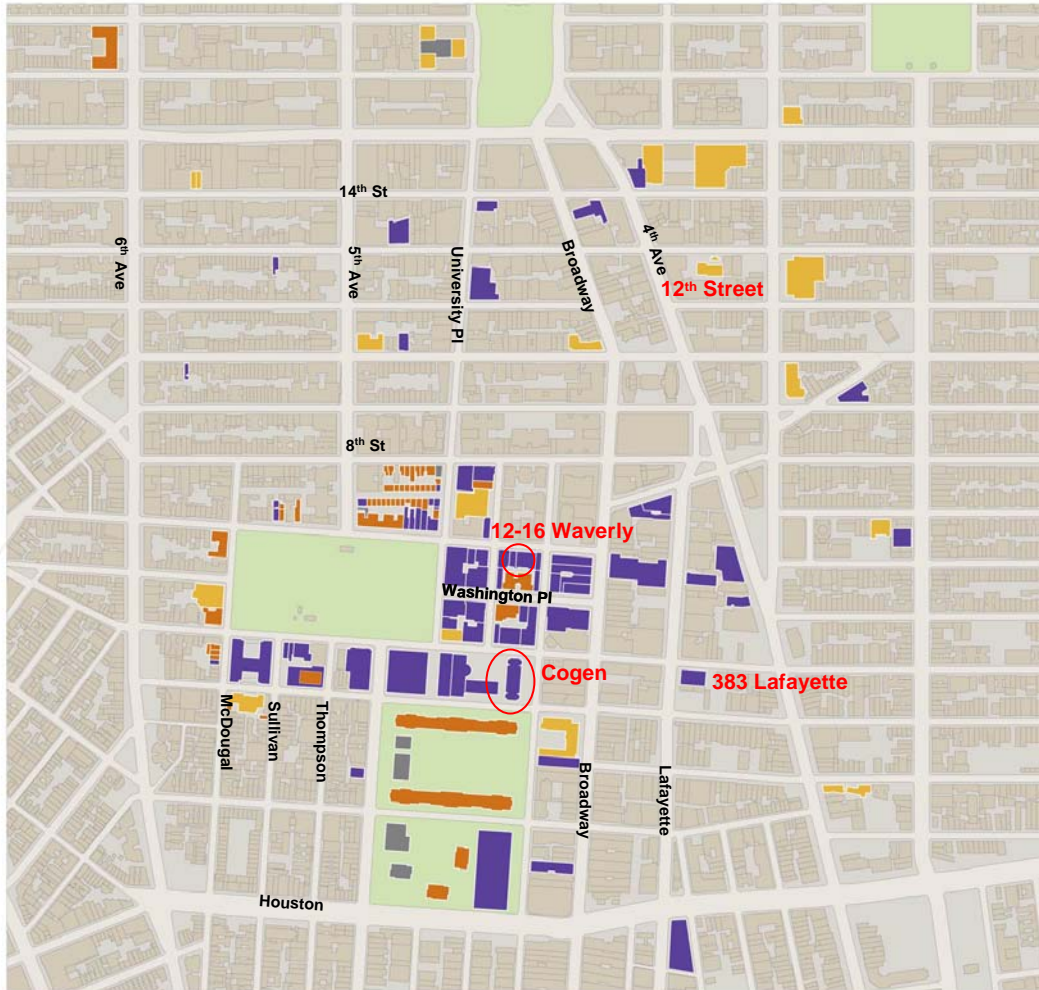 14th St
6th Ave
5th Ave
University Pl
Broadway
4th Ave
12th Street
8th St
12-16 Waverly
Washington Pl
Cogen
383 Lafayette
McDougal
Sullivan
Thompson
Broadway
Lafayette
Houston